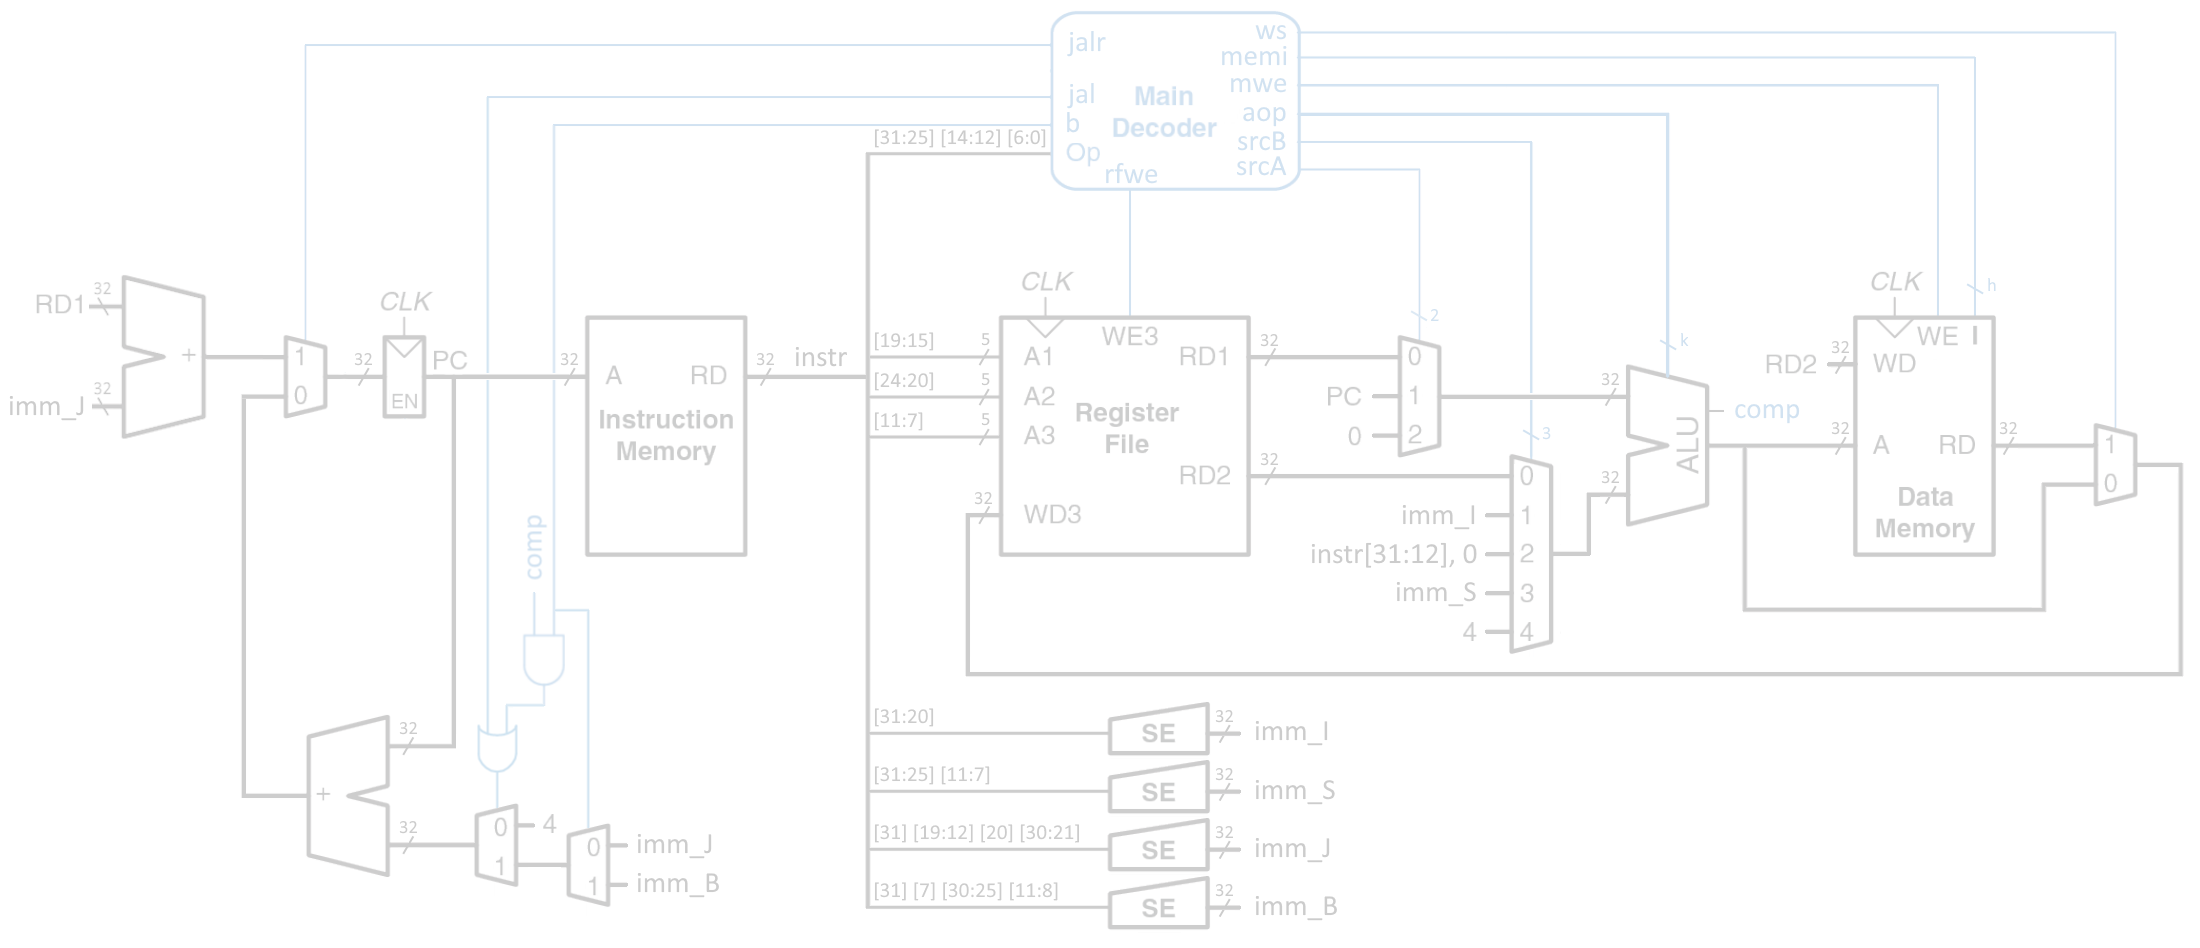 jalr
ws
memi
jal
mwe
Main
Decoder
b
aop
[31:25] [14:12] [6:0]
Op
srcB
srcA
rfwe
RD1
32
imm_J
32
+
1
0
32
CLK
EN
PC
32
A
RD
Instruction
Memory
32
instr
CLK
WE3
[19:15]
5
A1
RD1
32
[24:20]
5
A2
[11:7]
5
A3
Register
File
RD2
32
32
WD3
2
0
PC
1
0
2
3
0
imm_I
1
instr[31:12], 0
2
imm_S
3
4
4
k
32
32
ALU
comp
CLK
h
WE I
RD2
32
WD
32
A
RD
32
Data
Memory
1
0
comp
32
+
32
0
4
1
0
imm_J
1
imm_B
[31:20]
SE
32
imm_I
[31:25] [11:7]
SE
32
imm_S
[31] [19:12] [20] [30:21]
SE
32
imm_J
[31] [7] [30:25] [11:8]
SE
32
imm_B